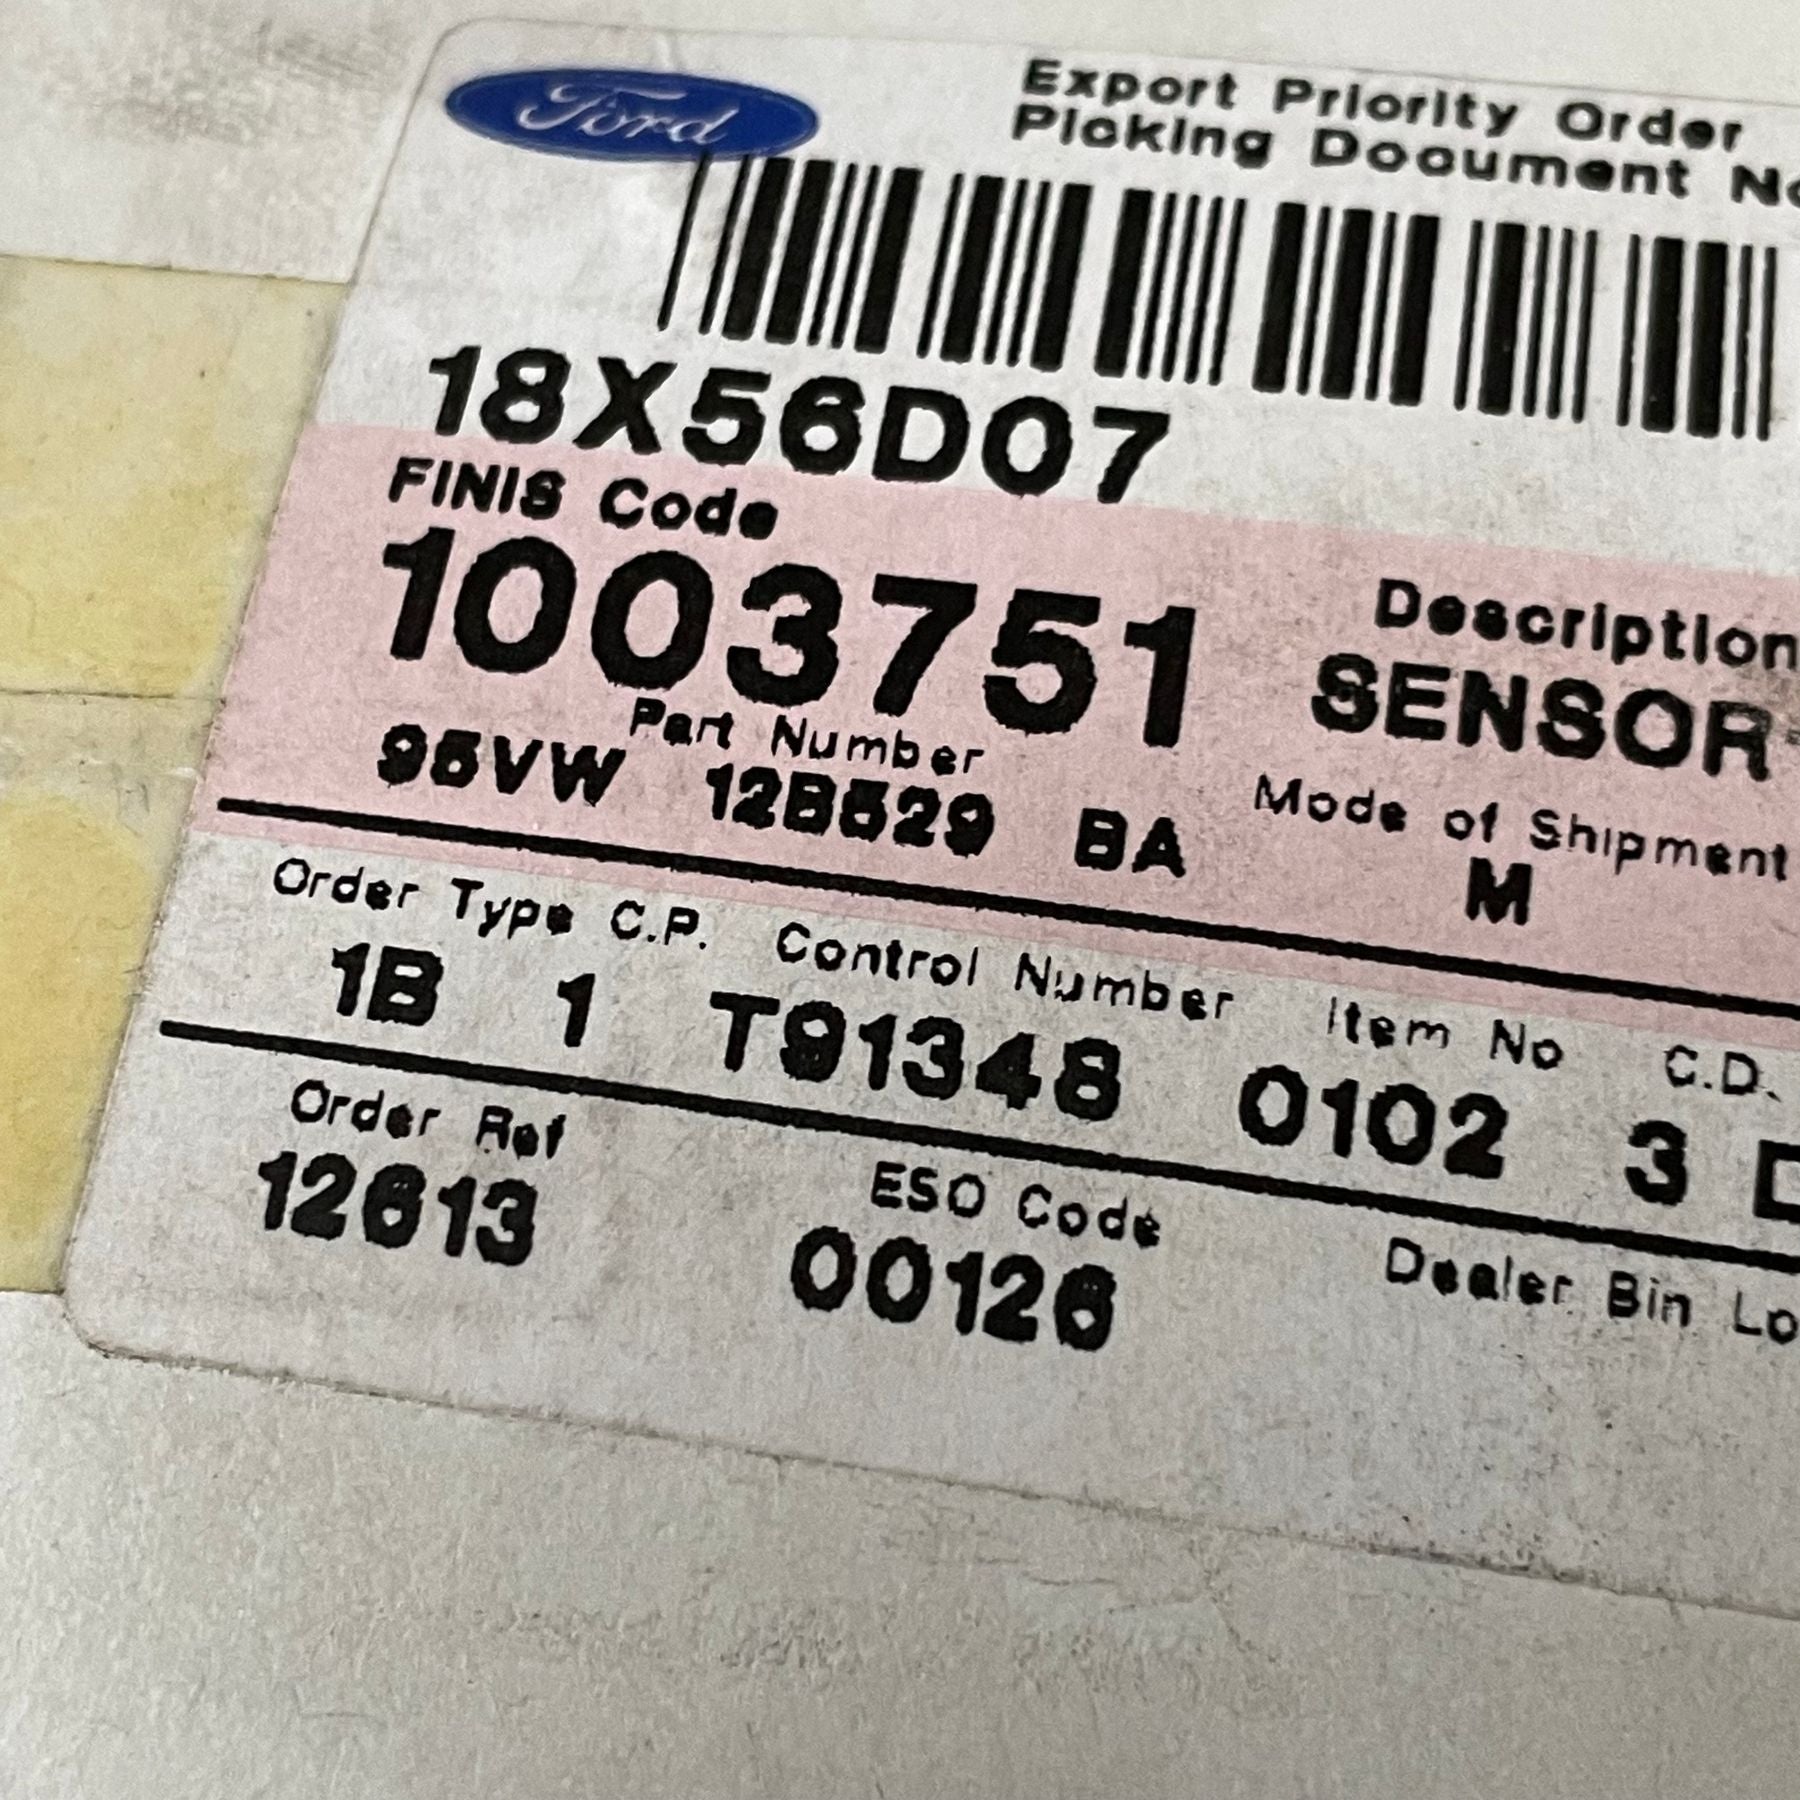 Ford
Export Priority Order
Picking Document No
18X56D07
FINIS Code
1003751
Description
SENSOR
Part Number
95VW 12B529 BA
Mode of Shipment
M
Order Type C.P. Control Number Item No C.D.
1B 1 T91348 0102 3
Order Ref
12613
ESO Code
00126
Dealer Bin Lo